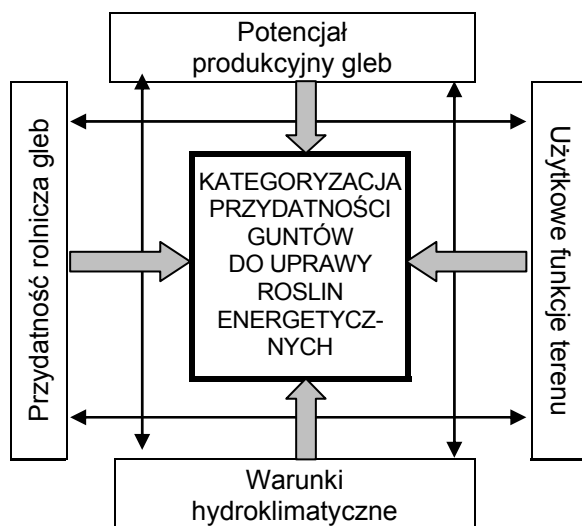 Potencjał
produkcyjny gleb
Przydatność rolnicza gleb
KATEGORYZACJA
PRZYDATNOŚCI
GUNTÓW
DO UPRAWY
ROSLIN
ENERGETYCZ-
NYCH
Użytkowe funkcje terenu
Warunki
hydroklimatyczne